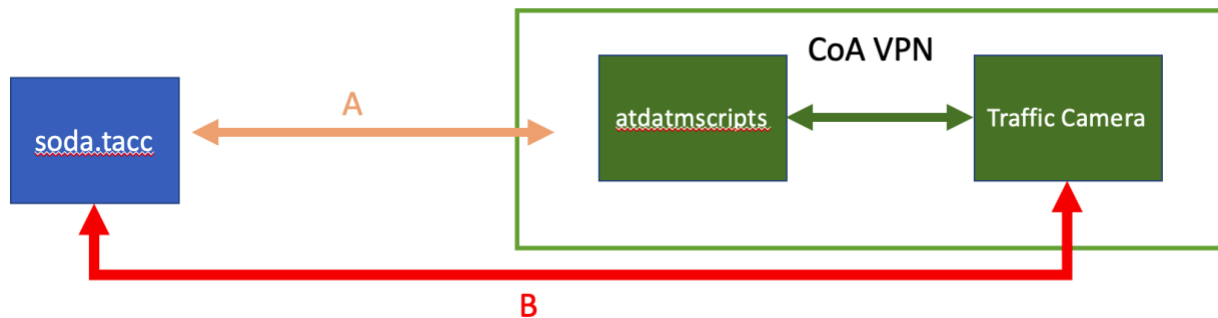 CoA VPN
A
soda.tacc
atdatmscripts
Traffic Camera
B